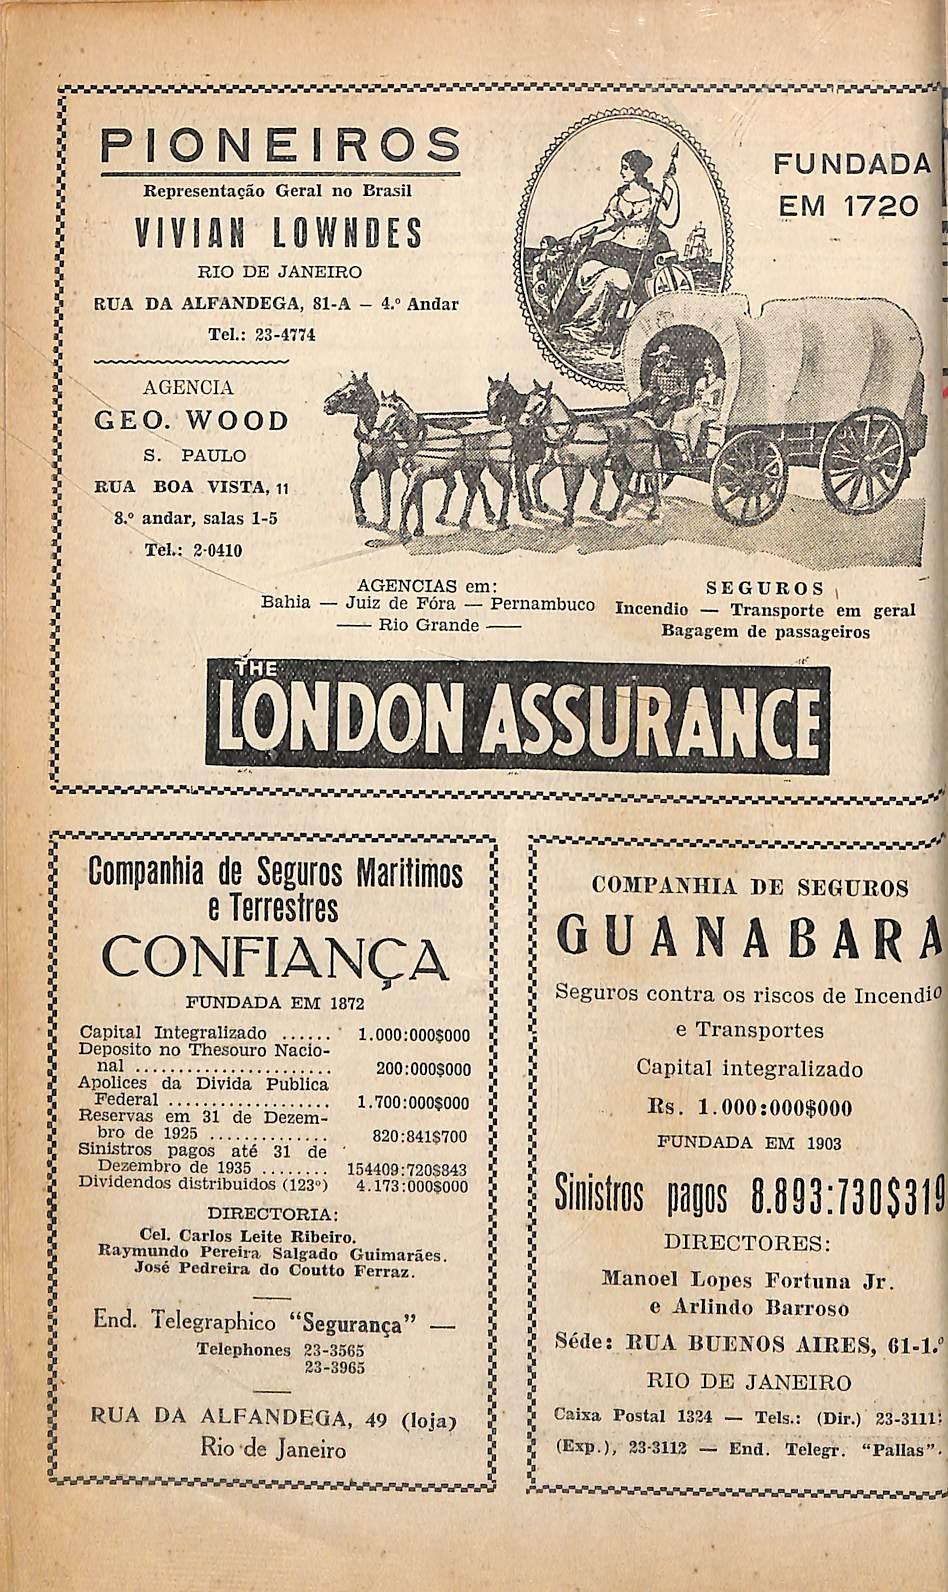 PIONEIROS
Representação Geral no Brasil
VIVIAN LOWNDES
RIO DE JANEIRO
RUA DA ALFANDEGA, 81-A — 4.º Andar
Tel.: 23-4774
AGENCIA
GEO. WOOD
S. PAULO
RUA BOA VISTA, 11
8.º andar, salas 1-5
Tel.: 2-0410
FUNDADA
EM 1720
AGENCIAS em:
Bahia — Juiz de Fóra — Pernambuco
— Rio Grande —
SEGUROS
Incendio — Transporte em geral
Bagagem de passageiros
THE
LONDON ASSURANCE
Companhia de Seguros Maritimos
e Terrestres
CONFIANÇA
FUNDADA EM 1872
Capital Integralizado ...... 1.000:000$000
Deposito no Thesouro Nacio-
nal ........................ 200:000$000
Apolices da Divida Publica
Federal ................... 1.700:000$000
Reservas em 31 de Dezem-
bro de 1925 .............. 820:841$700
Sinistros pagos até 31 de
Dezembro de 1935 ........ 154409:720$843
Dividendos distribuidos (123º) 4.173:000$000
DIRECTORIA:
Cel. Carlos Leite Ribeiro.
Raymundo Pereira Salgado Guimarães.
José Pedreira do Coutto Ferraz.
End. Telegraphico "Segurança" —
Telephones 23-3565
23-3965
RUA DA ALFANDEGA, 49 (loja)
Rio de Janeiro
COMPANHIA DE SEGUROS
GUANABARA
Seguros contra os riscos de Incendio
e Transportes
Capital integralizado
Rs. 1.000:000$000
FUNDADA EM 1903
Sinistros pagos 8.893:730$319
DIRECTORES:
Manoel Lopes Fortuna Jr.
e Arlindo Barroso
Séde: RUA BUENOS AIRES, 61-1.º
RIO DE JANEIRO
Caixa Postal 1324 — Tels.: (Dir.) 23-3111;
(Exp.), 23-3112 — End. Telegr. "Pallas".